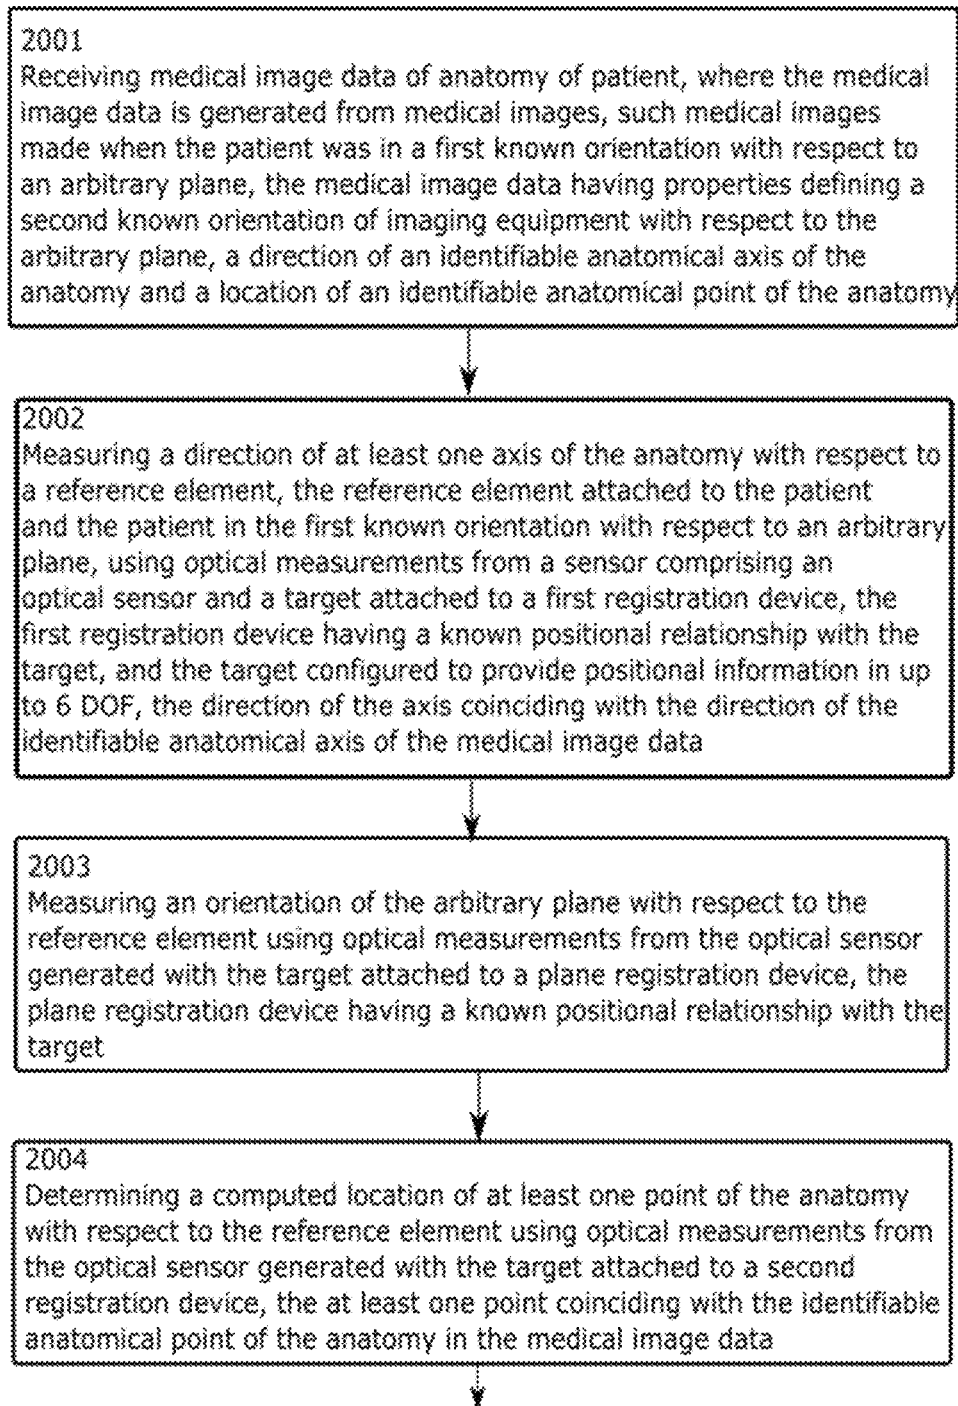 2001
Receiving medical image data of anatomy of patient, where the medical
image data is generated from medical images, such medical images
made when the patient was in a first known orientation with respect to
an arbitrary plane, the medical image data having properties defining a
second known orientation of imaging equipment with respect to the
arbitrary plane, a direction of an identifiable anatomical axis of the
anatomy and a location of an identifiable anatomical point of the anatomy
2002
Measuring a direction of at least one axis of the anatomy with respect to
a reference element, the reference element attached to the patient
and the patient in the first known orientation with respect to an arbitrary
plane, using optical measurements from a sensor comprising an
optical sensor and a target attached to a first registration device, the
first registration device having a known positional relationship with the
target, and the target configured to provide positional information in up
to 6 DOF, the direction of the axis coinciding with the direction of the
identifiable anatomical axis of the medical image data
2003
Measuring an orientation of the arbitrary plane with respect to the
reference element using optical measurements from the optical sensor
generated with the target attached to a plane registration device, the
plane registration device having a known positional relationship with the
target
2004
Determining a computed location of at least one point of the anatomy
with respect to the reference element using optical measurements from
the optical sensor generated with the target attached to a second
registration device, the at least one point coinciding with the identifiable
anatomical point of the anatomy in the medical image data